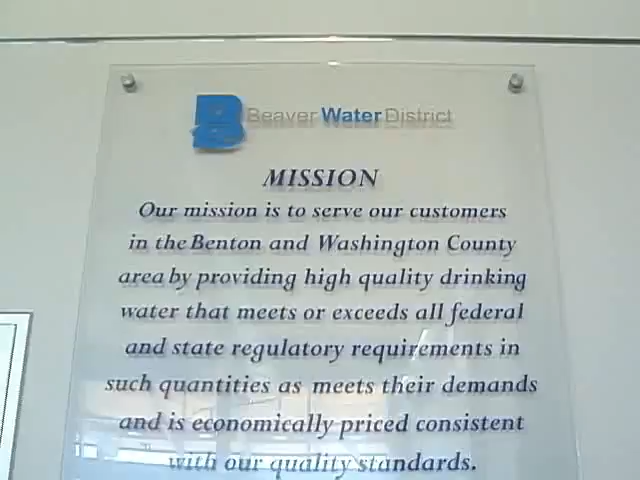 Beaver Water District
MISSION
Our mission is to serve our customers
in the Benton and Washington County
area by providing high quality drinking
water that meets or exceeds all federal
and state regulatory requirements in
such quantities as meets their demands
and is economically priced consistent
with our quality standards.